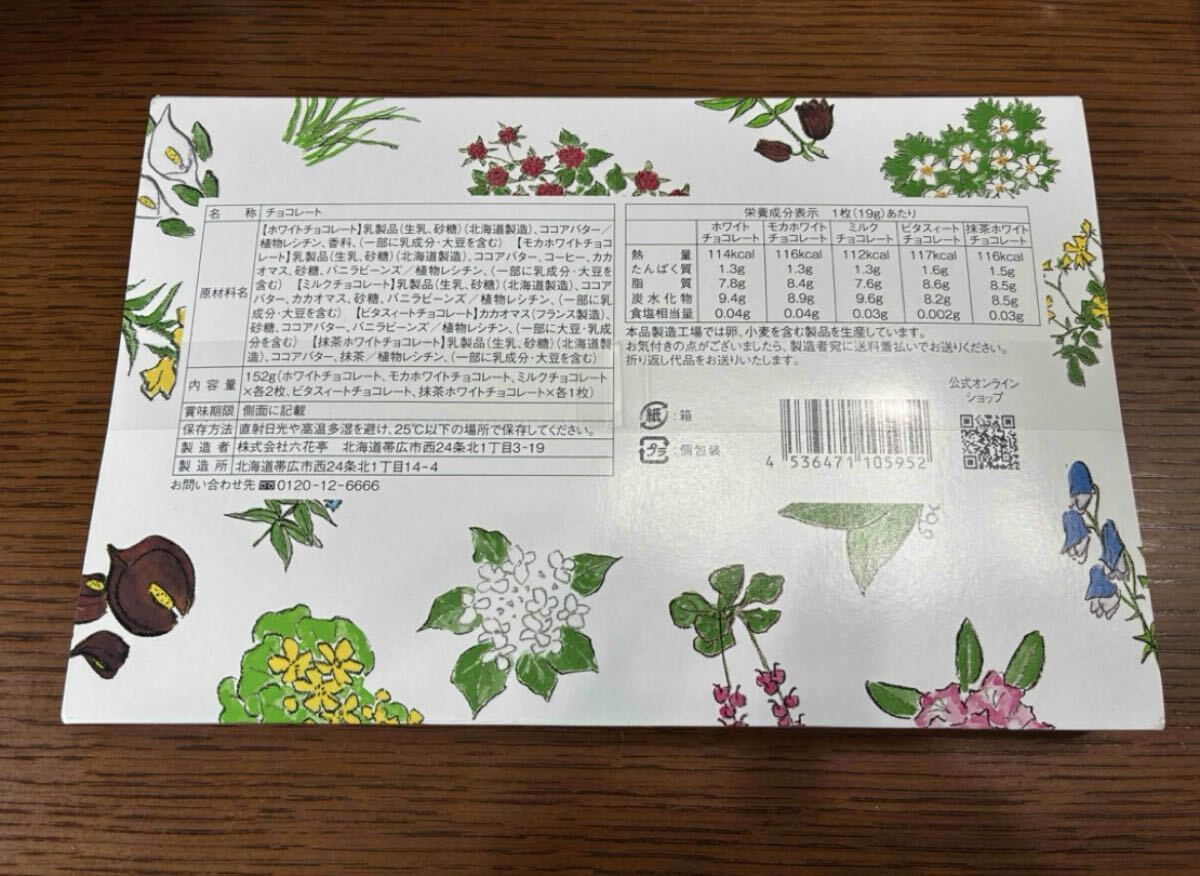 名称 チョコレート
原材料名
【ホワイトチョコレート】乳製品(生乳、砂糖)(北海道製造)、ココアバター/
植物レシチン、香料、(一部に乳成分・大豆を含む) 【モカホワイトチョコ
レート】乳製品(生乳、砂糖)(北海道製造)、ココアバター、コーヒー、カカ
オマス、砂糖、バニラビーンズ/植物レシチン、(一部に乳成分・大豆を
含む) 【ミルクチョコレート】乳製品(生乳、砂糖)(北海道製造)、ココア
バター、カカオマス、砂糖、バニラビーンズ/植物レシチン、(一部に乳
成分・大豆を含む) 【ビタスィートチョコレート】カカオマス(フランス製造)、
砂糖、ココアバター、バニラビーンズ/植物レシチン、(一部に大豆・乳成
分を含む) 【抹茶ホワイトチョコレート】乳製品(生乳、砂糖)(北海道製
造)、ココアバター、抹茶/植物レシチン、(一部に乳成分・大豆を含む)
内容量 152g(ホワイトチョコレート、モカホワイトチョコレート、ミルクチョコレート
×各2枚、ビタスィートチョコレート、抹茶ホワイトチョコレート×各1枚)
賞味期限 側面に記載
保存方法 直射日光や高温多湿を避け、25℃以下の場所で保存してください。
製造者 株式会社六花亭 北海道帯広市西24条北1丁目3-19
製造所 北海道帯広市西24条北1丁目14-4
お問い合わせ先 0120-12-6666
栄養成分表示 1枚(19g)あたり
ホワイトチョコレート モカホワイトチョコレート ミルクチョコレート ビタスィートチョコレート 抹茶ホワイトチョコレート
熱量 114kcal 116kcal 112kcal 117kcal 116kcal
たんぱく質 1.3g 1.3g 1.3g 1.6g 1.5g
脂質 7.8g 8.4g 7.6g 8.6g 8.5g
炭水化物 9.4g 8.9g 9.6g 8.2g 8.5g
食塩相当量 0.04g 0.04g 0.03g 0.002g 0.03g
本品製造工場では卵、小麦を含む製品を生産しています。
お気付きの点がございましたら、製造者宛に送料着払いでお送りください。
折り返し代品をお送りいたします。
紙:箱
プラ:個包装
4 536471 105952
公式オンライン
ショップ